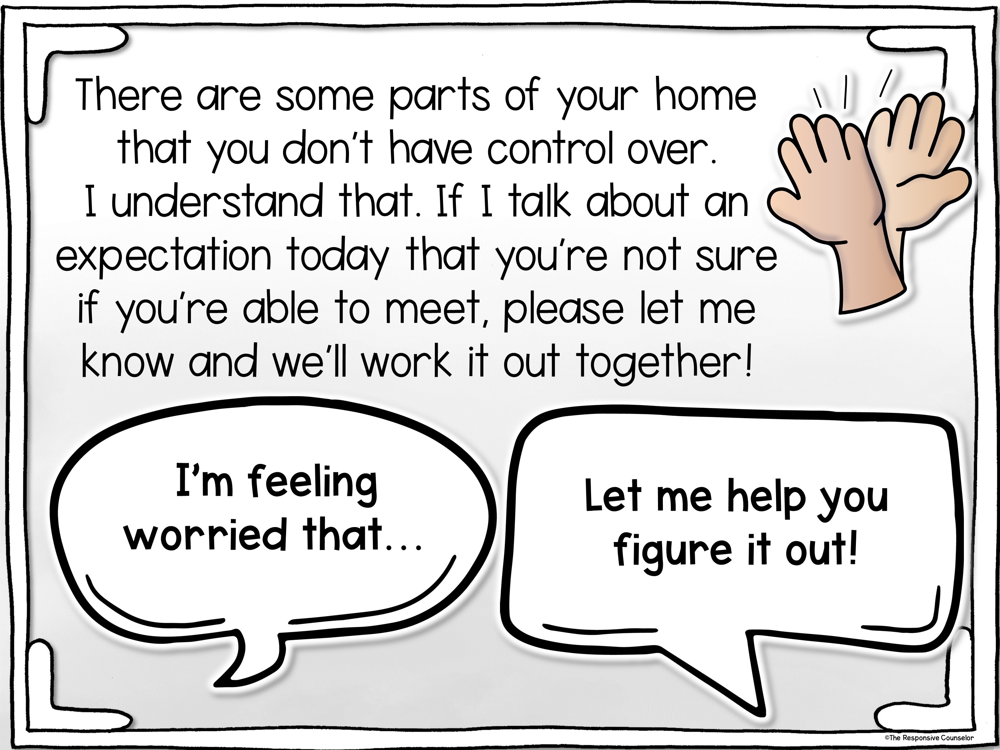 There are some parts of your home
that you don't have control over.
I understand that. If I talk about an
expectation today that you're not sure
if you're able to meet, please let me
know and we'll work it out together!
I'm feeling
worried that...
Let me help you
figure it out!
©The Responsive Counselor